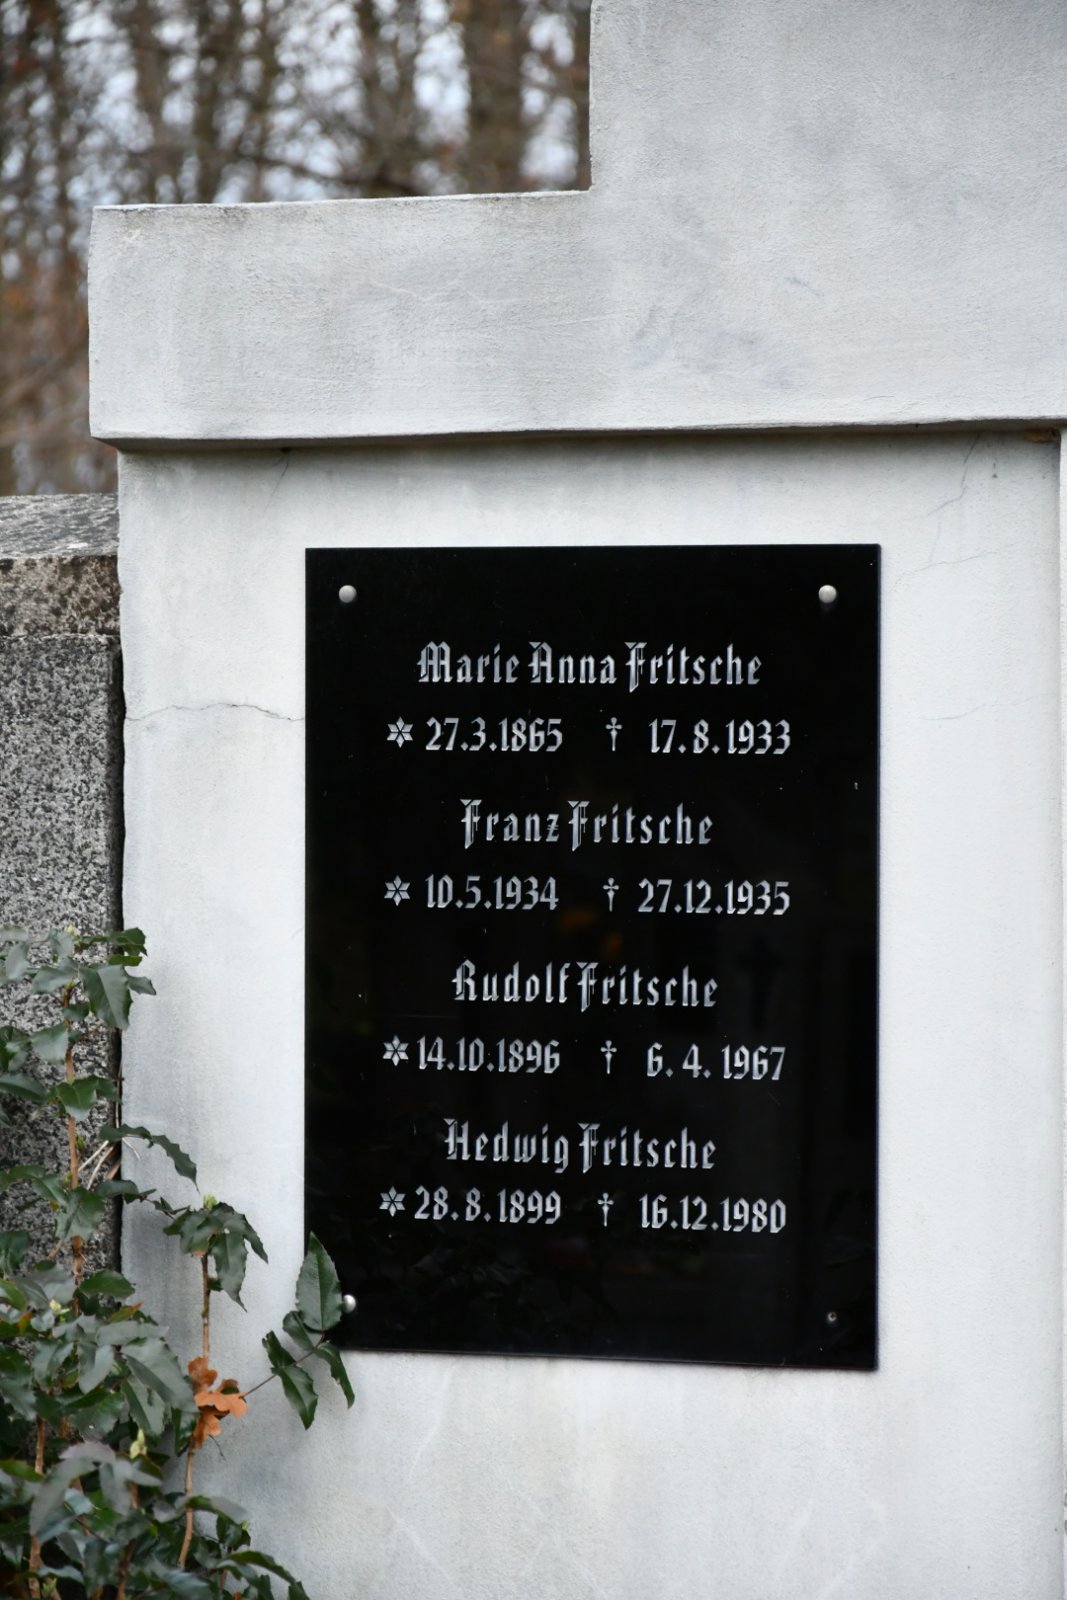 Marie Anna Fritsche
* 27.3.1865 † 17.8.1933
Franz Fritsche
* 10.5.1934 † 27.12.1935
Rudolf Fritsche
* 14.10.1896 † 6.4.1967
Hedwig Fritsche
* 28.8.1899 † 16.12.1980